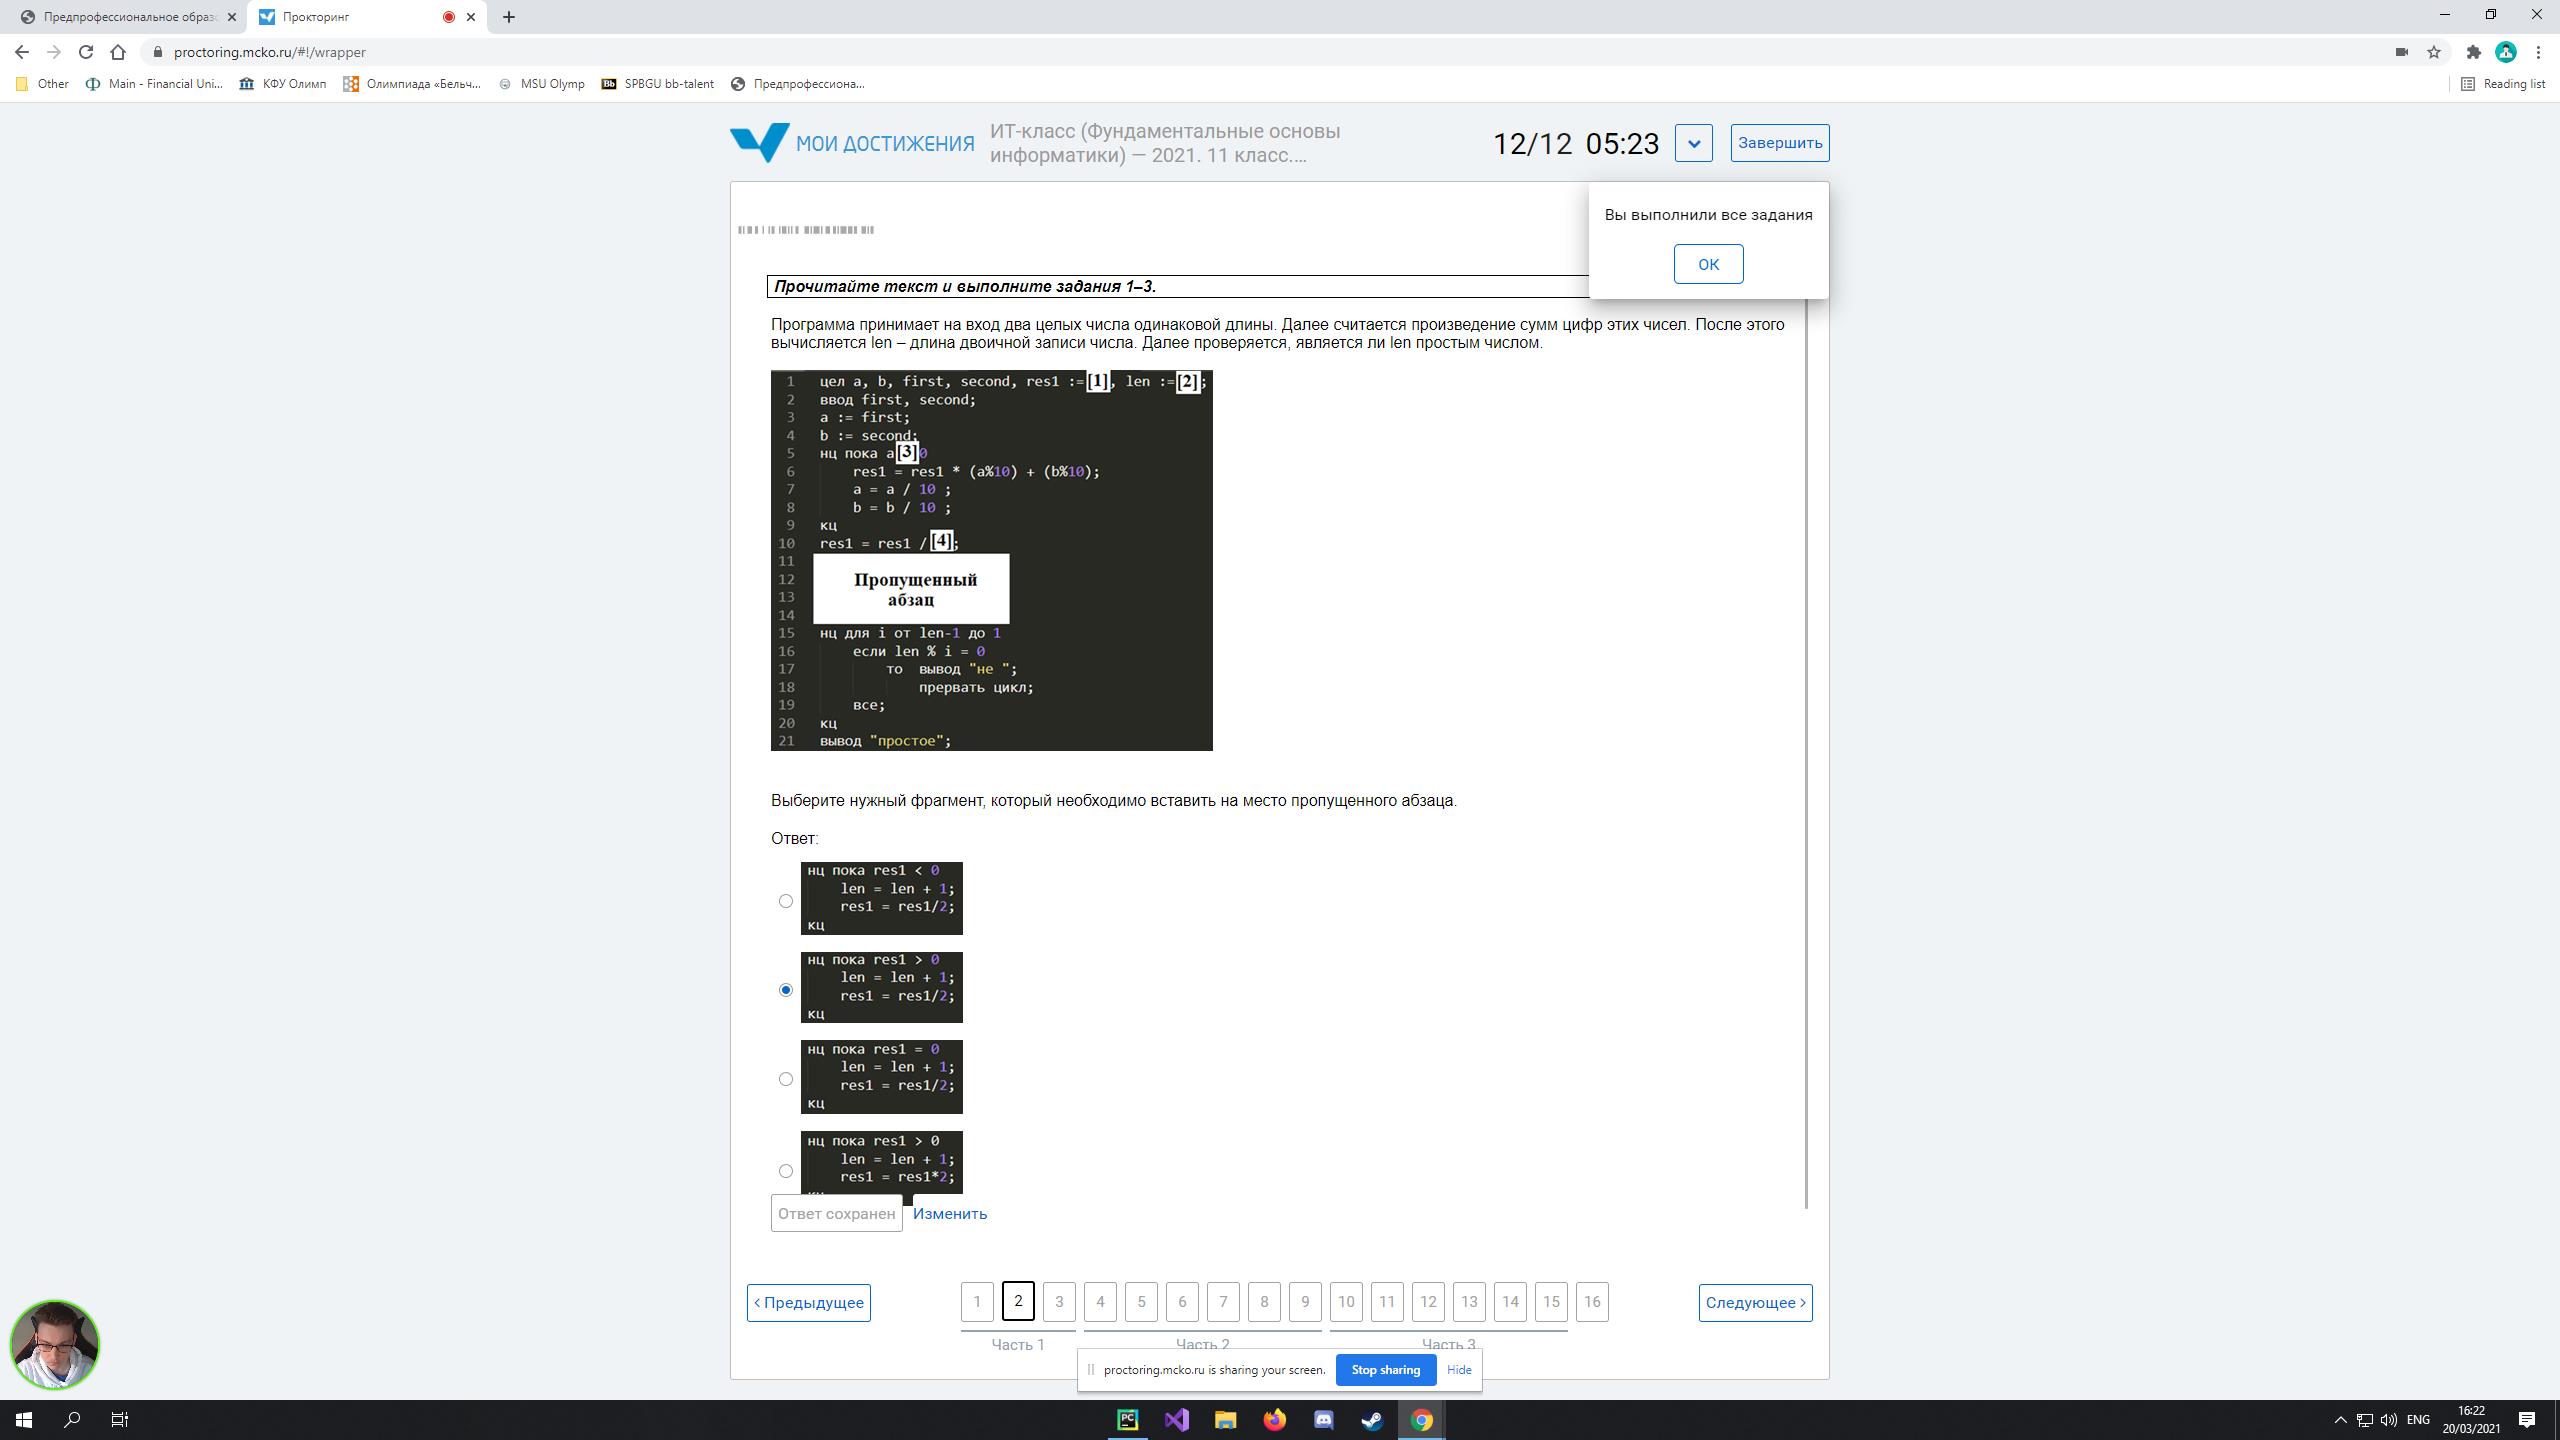 Предпрофессиональное образо
Прокторинг
proctoring.mcko.ru/#!/wrapper
Other
Main - Financial Uni...
КФУ Олимп
Олимпиада «Бельч...
MSU Olymp
Bb
SPBGU bb-talent
Предпрофессиона...
Reading list
МОИ ДОСТИЖЕНИЯ
ИТ-класс (Фундаментальные основы
информатики) — 2021. 11 класс....
12/12 05:23
Завершить
Вы выполнили все задания
ОК
Прочитайте текст и выполните задания 1–3.
Программа принимает на вход два целых числа одинаковой длины. Далее считается произведение сумм цифр этих чисел. После этого
вычисляется len – длина двоичной записи числа. Далее проверяется, является ли len простым числом.
1 цел a, b, first, second, res1 :=[1], len :=[2];
2 ввод first, second;
3 a := first;
4 b := second;
5 нц пока a[3]0
6 res1 = res1 * (a%10) + (b%10);
7 a = a / 10 ;
8 b = b / 10 ;
9 кц
10 res1 = res1 /[4];
11
12 Пропущенный
13 абзац
14
15 нц для i от len-1 до 1
16 если len % i = 0
17 то вывод "не ";
18 прервать цикл;
19 все;
20 кц
21 вывод "простое";
Выберите нужный фрагмент, который необходимо вставить на место пропущенного абзаца.
Ответ:
нц пока res1 < 0
len = len + 1;
res1 = res1/2;
кц
нц пока res1 > 0
len = len + 1;
res1 = res1/2;
кц
нц пока res1 = 0
len = len + 1;
res1 = res1/2;
кц
нц пока res1 > 0
len = len + 1;
res1 = res1*2;
Ответ сохранен
Изменить
< Предыдущее
1 2 3 4 5 6 7 8 9 10 11 12 13 14 15 16
Следующее >
Часть 1
Часть 2
Часть 3
proctoring.mcko.ru is sharing your screen.
Stop sharing
Hide
PC
ENG
16:22
20/03/2021